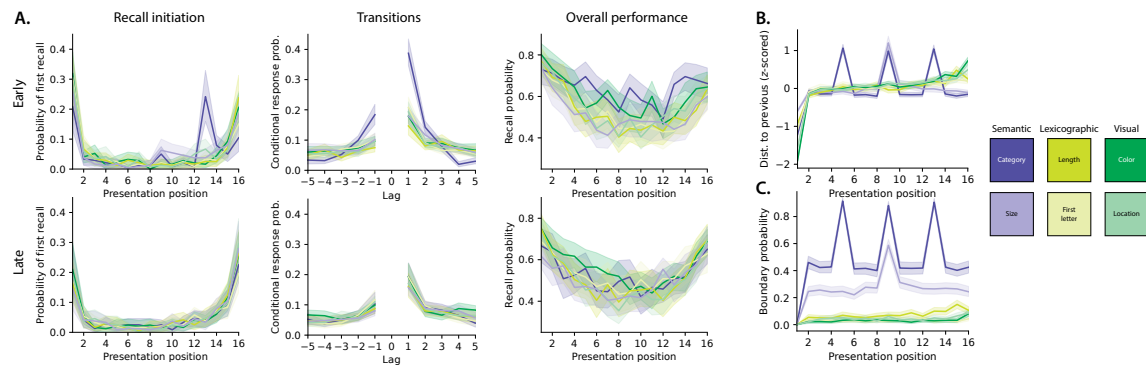 A.
Recall initiation
Transitions
Overall performance
B.
Early
Probability of first recall
0.4
0.3
0.2
0.1
0.0
2 4 6 8 10 12 14 16
Presentation position
Conditional response prob.
0.4
0.3
0.2
0.1
0.0
−5 −4 −3 −2 −1 1 2 3 4 5
Lag
Recall probability
0.8
0.6
0.4
2 4 6 8 10 12 14 16
Presentation position
Dist. to previous (z-scored)
1
0
−1
−2
2 4 6 8 10 12 14 16
Presentation position
Semantic Lexicographic Visual
Category Length Color
Size First letter Location
Late
Probability of first recall
0.4
0.3
0.2
0.1
0.0
2 4 6 8 10 12 14 16
Presentation position
Conditional response prob.
0.4
0.3
0.2
0.1
0.0
−5 −4 −3 −2 −1 1 2 3 4 5
Lag
Recall probability
0.8
0.6
0.4
2 4 6 8 10 12 14 16
Presentation position
C.
Boundary probability
0.8
0.6
0.4
0.2
0.0
2 4 6 8 10 12 14 16
Presentation position